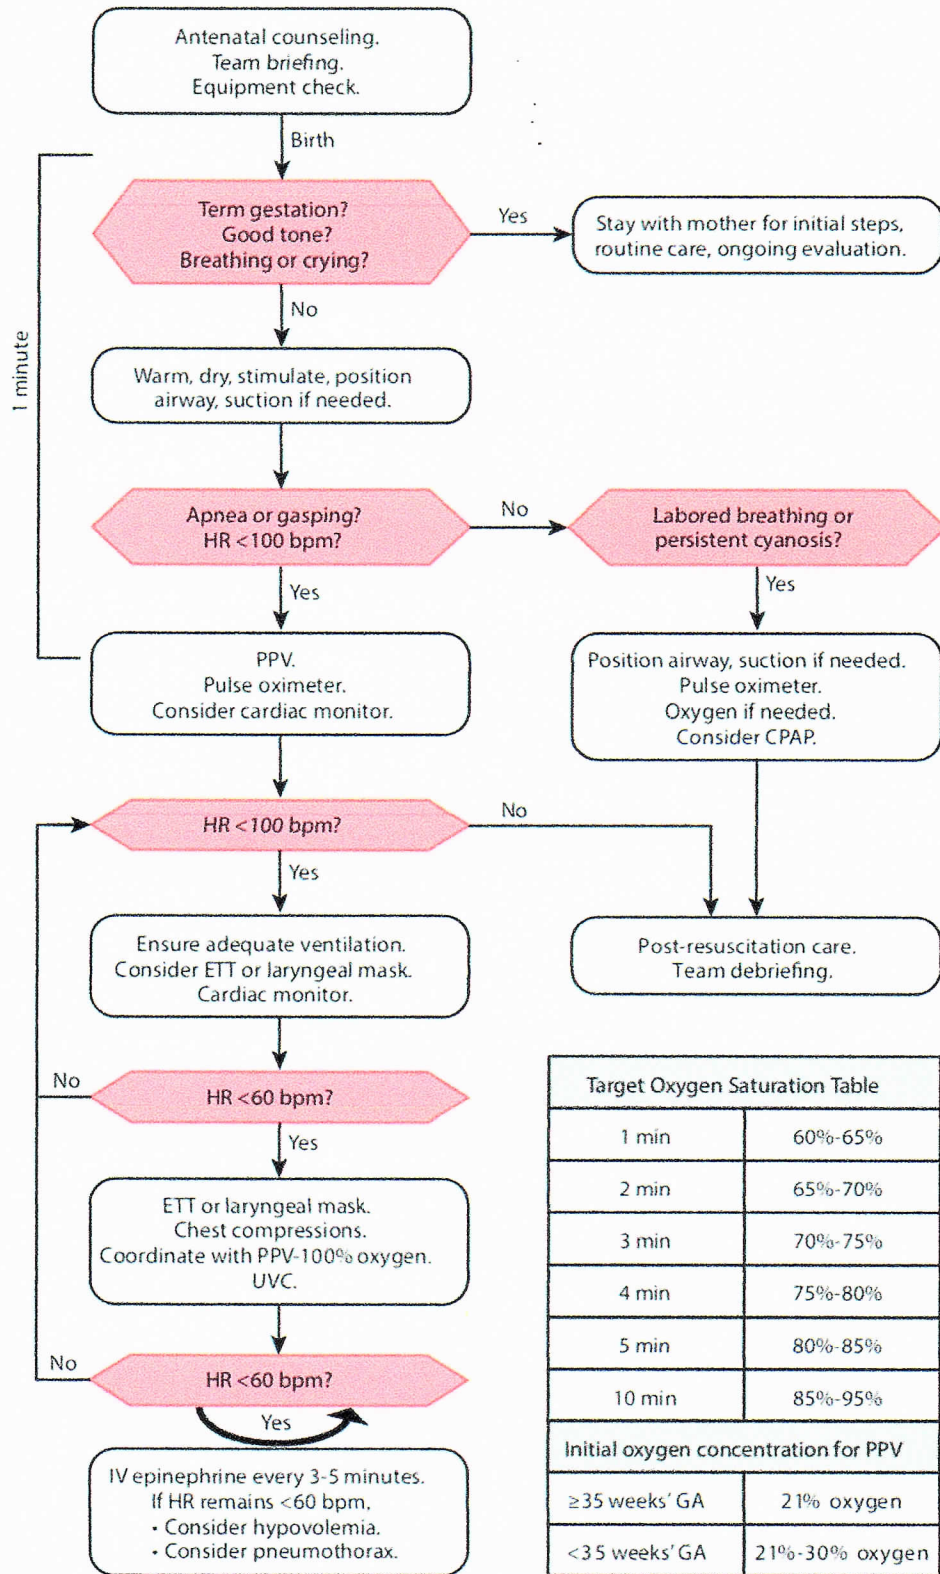 Antenatal counseling.
Team briefing.
Equipment check.
Birth
1 minute
Term gestation?
Good tone?
Breathing or crying?
Yes
Stay with mother for initial steps,
routine care, ongoing evaluation.
No
Warm, dry, stimulate, position
airway, suction if needed.
Apnea or gasping?
HR <100 bpm?
No
Labored breathing or
persistent cyanosis?
Yes
Yes
PPV.
Pulse oximeter.
Consider cardiac monitor.
Position airway, suction if needed.
Pulse oximeter.
Oxygen if needed.
Consider CPAP.
HR <100 bpm?
No
Yes
Ensure adequate ventilation.
Consider ETT or laryngeal mask.
Cardiac monitor.
Post-resuscitation care.
Team debriefing.
No
HR <60 bpm?
Yes
ETT or laryngeal mask.
Chest compressions.
Coordinate with PPV-100% oxygen.
UVC.
No
HR <60 bpm?
Yes
IV epinephrine every 3-5 minutes.
If HR remains <60 bpm,
• Consider hypovolemia.
• Consider pneumothorax.
Target Oxygen Saturation Table
1 min 60%-65%
2 min 65%-70%
3 min 70%-75%
4 min 75%-80%
5 min 80%-85%
10 min 85%-95%
Initial oxygen concentration for PPV
≥35 weeks' GA 21% oxygen
<35 weeks' GA 21%-30% oxygen